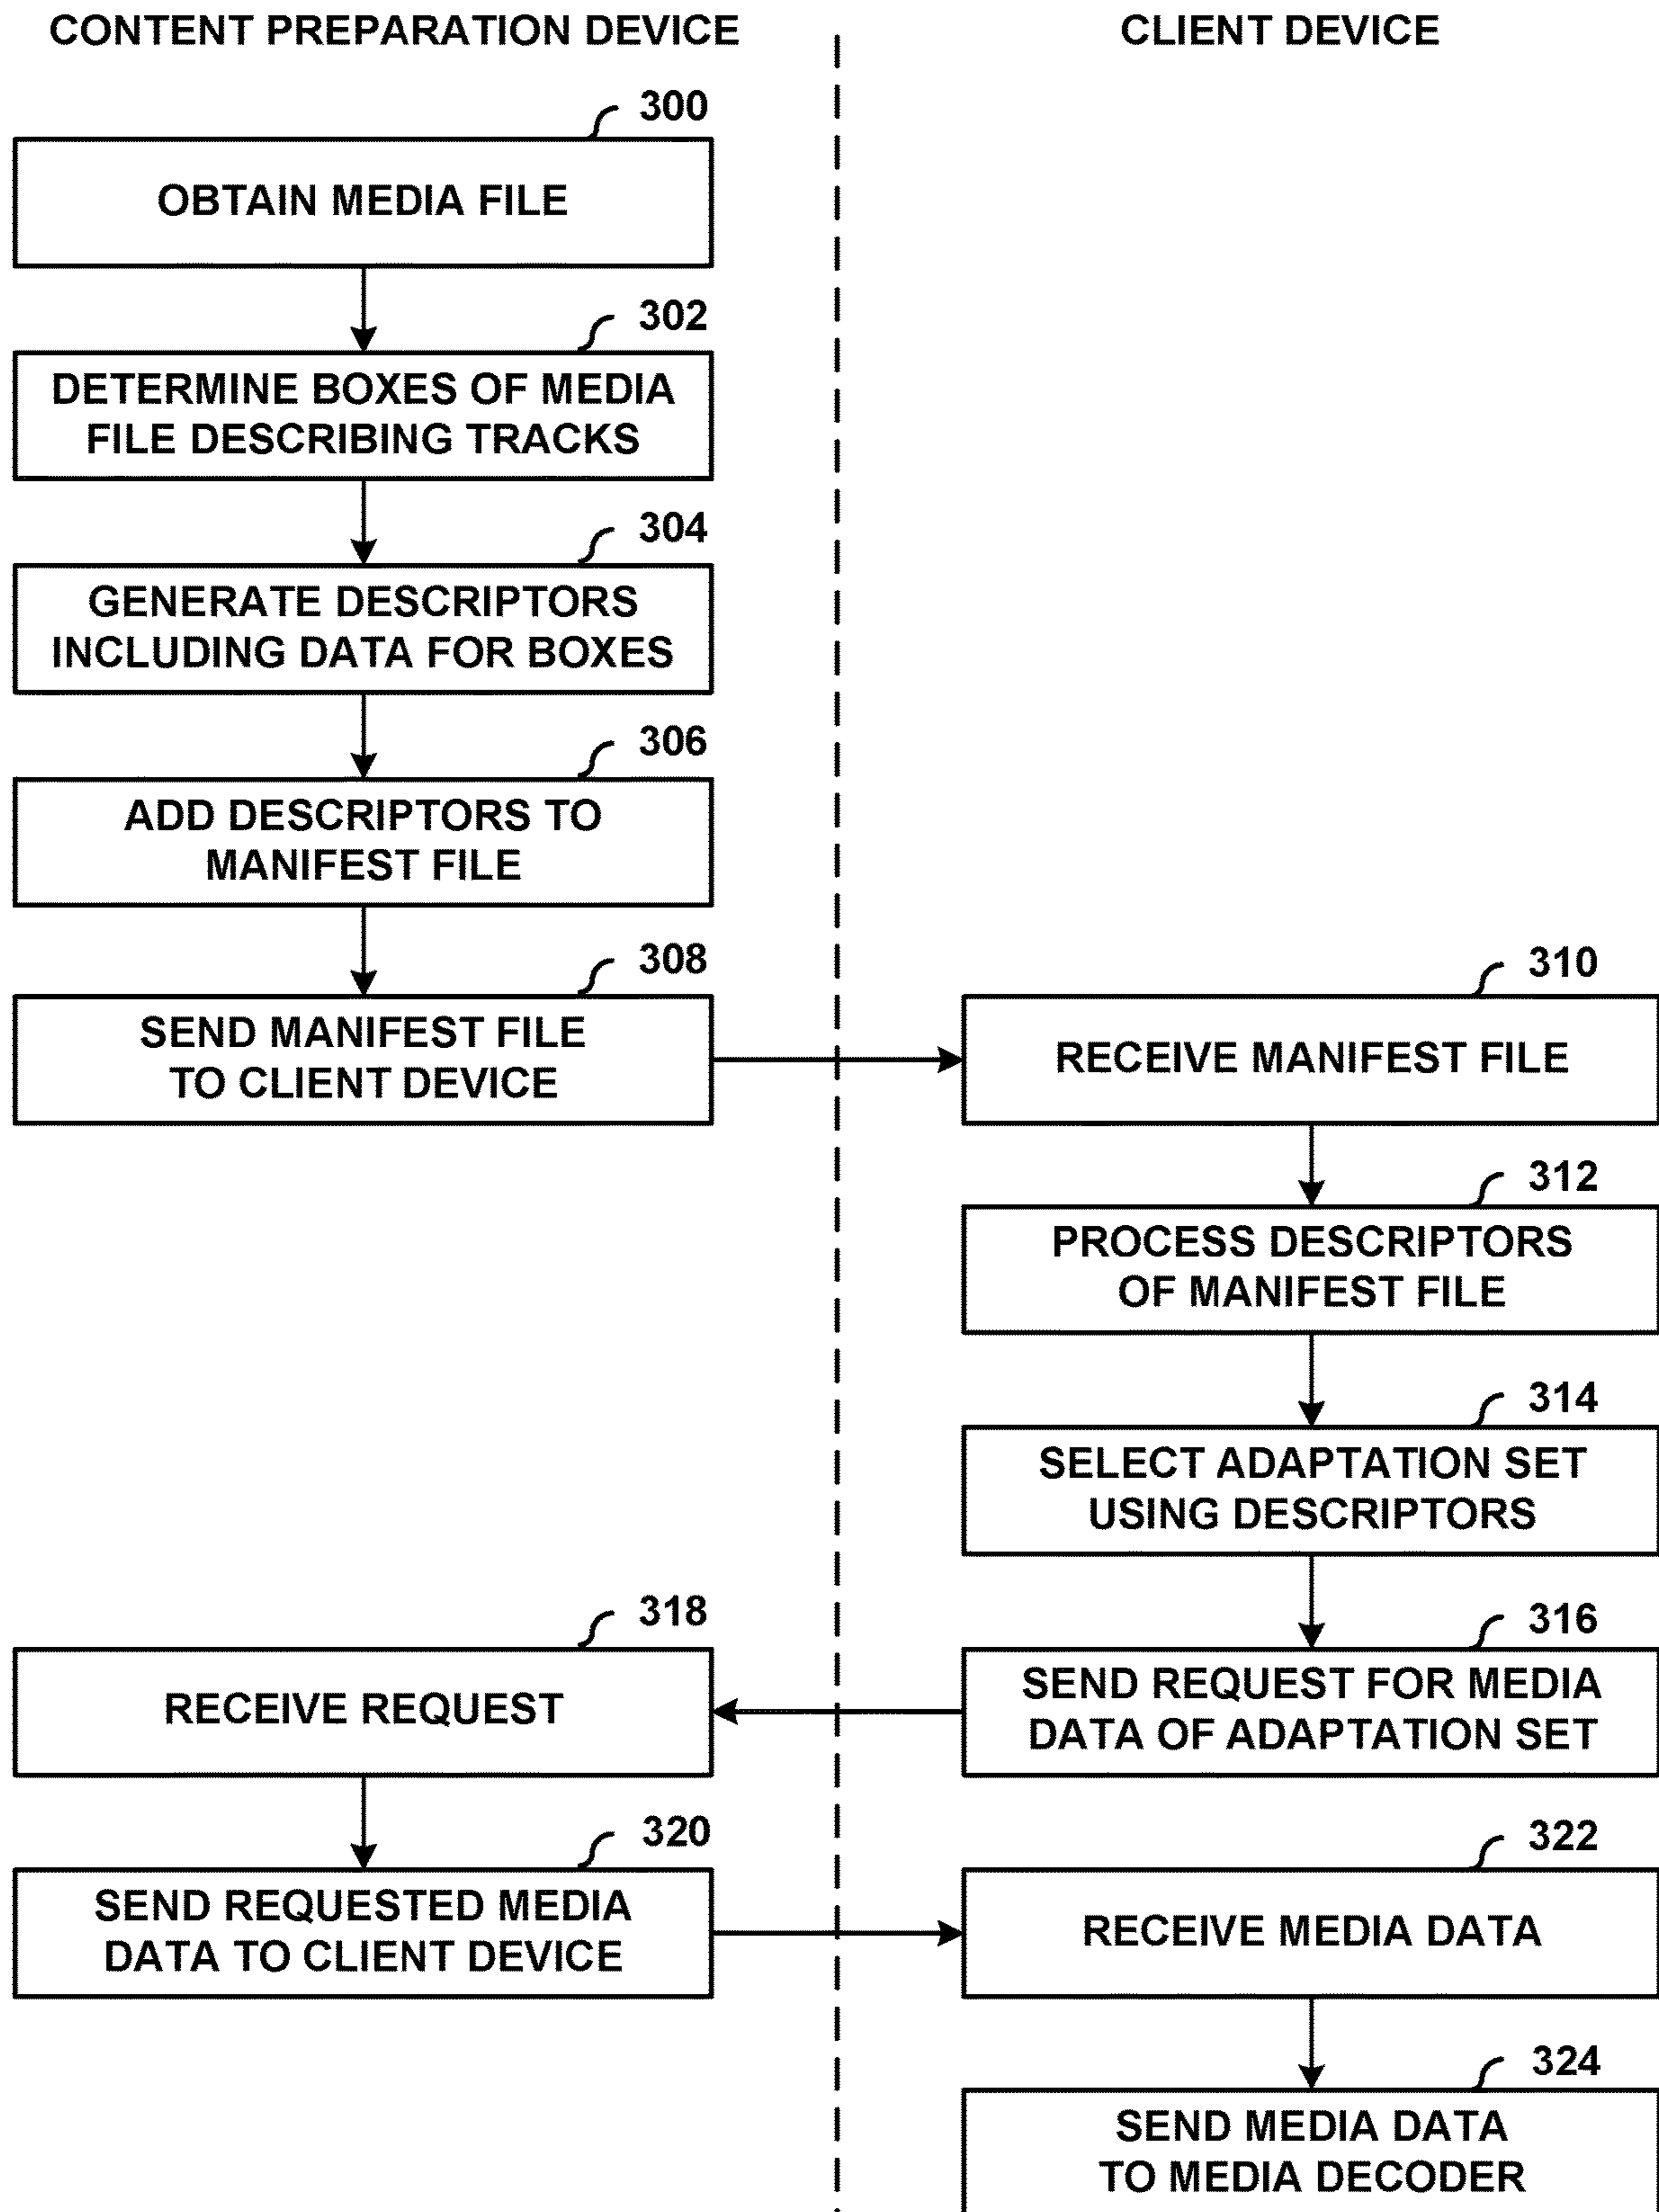 CONTENT PREPARATION DEVICE
CLIENT DEVICE
300
OBTAIN MEDIA FILE
302
DETERMINE BOXES OF MEDIA
FILE DESCRIBING TRACKS
304
GENERATE DESCRIPTORS
INCLUDING DATA FOR BOXES
306
ADD DESCRIPTORS TO
MANIFEST FILE
308
SEND MANIFEST FILE
TO CLIENT DEVICE
310
RECEIVE MANIFEST FILE
312
PROCESS DESCRIPTORS
OF MANIFEST FILE
314
SELECT ADAPTATION SET
USING DESCRIPTORS
316
SEND REQUEST FOR MEDIA
DATA OF ADAPTATION SET
318
RECEIVE REQUEST
320
SEND REQUESTED MEDIA
DATA TO CLIENT DEVICE
322
RECEIVE MEDIA DATA
324
SEND MEDIA DATA
TO MEDIA DECODER